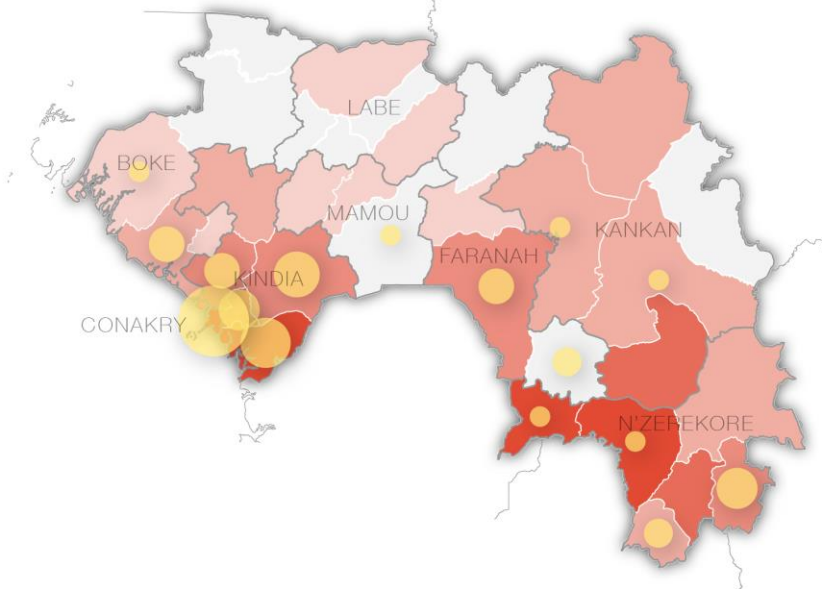 LABE
BOKE
MAMOU
KANKAN
FARANAH
KINDIA
CONAKRY
N'ZEREKORE